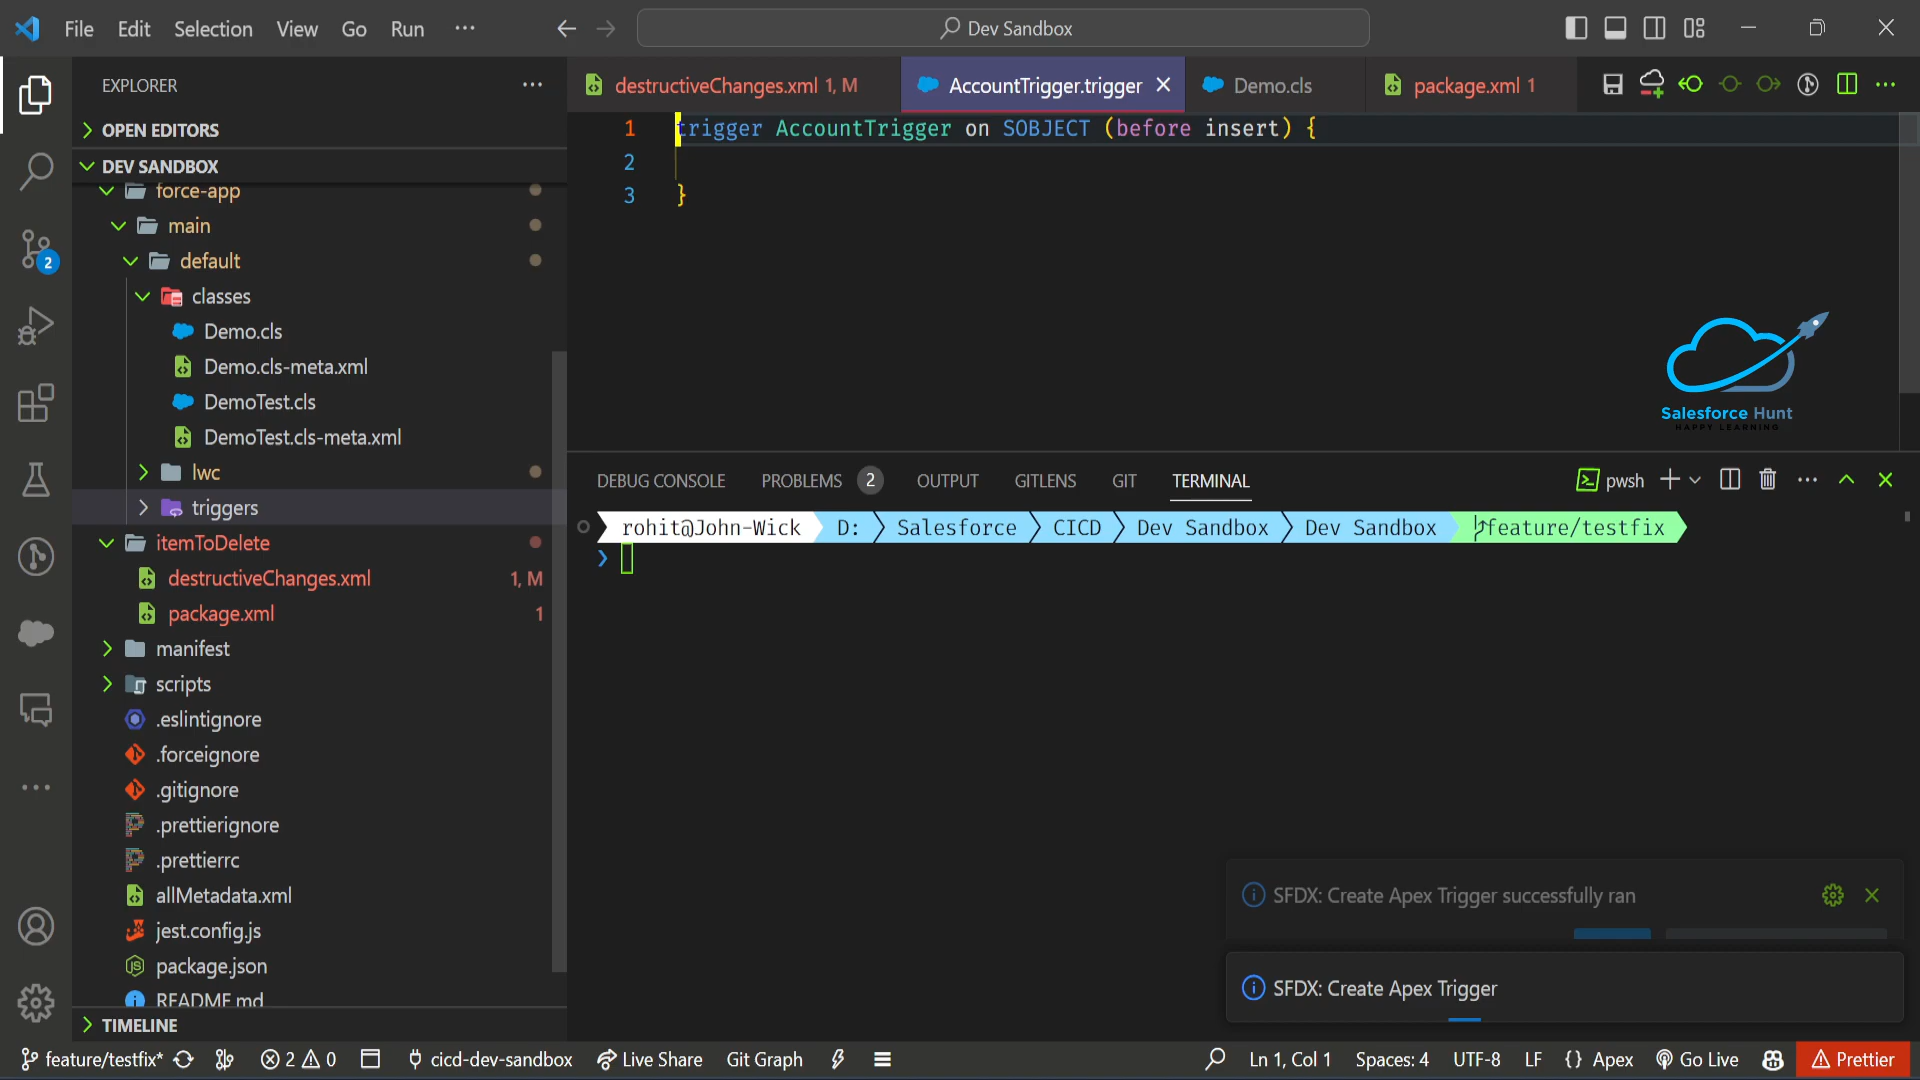 File Edit Selection View Go Run ···
Dev Sandbox
EXPLORER
destructiveChanges.xml 1, M
AccountTrigger.trigger
Demo.cls
package.xml 1
OPEN EDITORS
DEV SANDBOX
force-app
main
default
classes
Demo.cls
Demo.cls-meta.xml
DemoTest.cls
DemoTest.cls-meta.xml
lwc
triggers
itemToDelete
destructiveChanges.xml 1, M
package.xml 1
manifest
scripts
.eslintignore
.forceignore
.gitignore
.prettierignore
.prettierrc
allMetadata.xml
jest.config.js
package.json
README.md
TIMELINE
2
1 trigger AccountTrigger on SOBJECT (before insert) {
2
3 }
Salesforce Hunt
HAPPY LEARNING
DEBUG CONSOLE PROBLEMS 2 OUTPUT GITLENS GIT TERMINAL
pwsh
rohit@John-Wick D: Salesforce CICD Dev Sandbox Dev Sandbox feature/testfix
SFDX: Create Apex Trigger successfully ran
SFDX: Create Apex Trigger
feature/testfix* 2 0 cicd-dev-sandbox Live Share Git Graph
Ln 1, Col 1 Spaces: 4 UTF-8 LF {} Apex Go Live Prettier